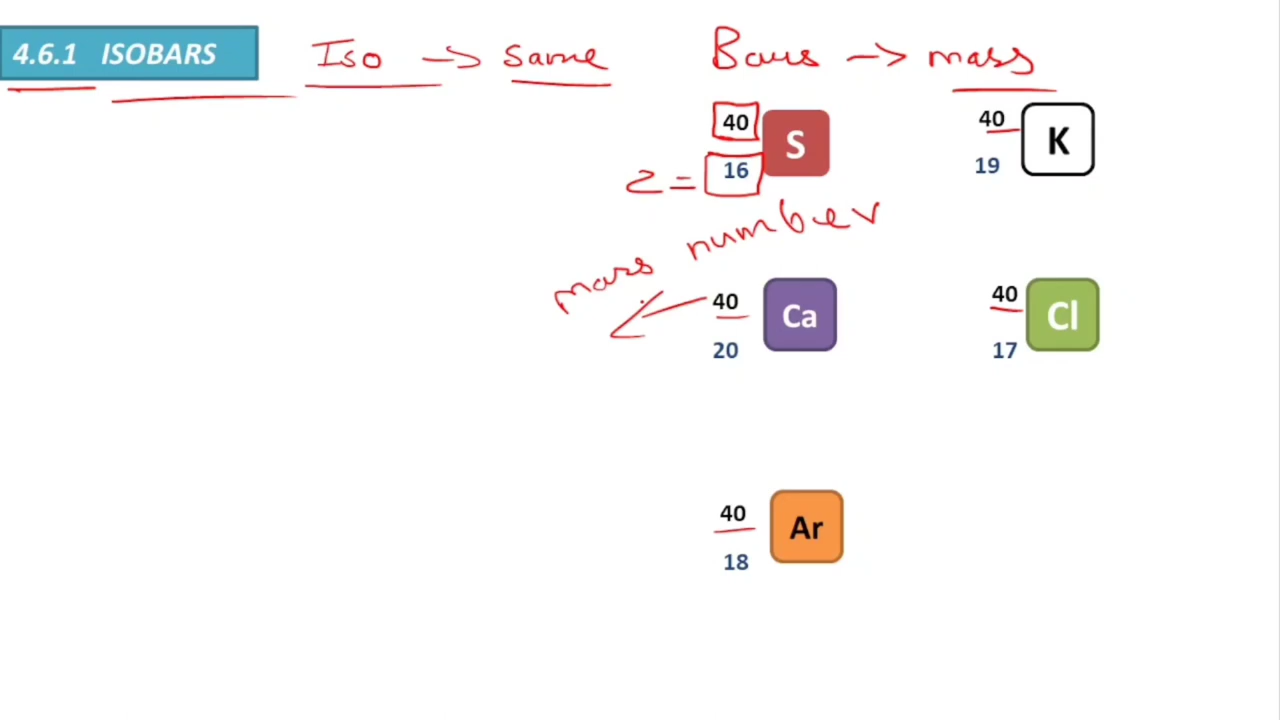 4.6.1 ISOBARS Iso -> Same Bars -> mass
40 S
16
z =
40 K
19
mass number
40 Ca
20
40 Cl
17
40 Ar
18